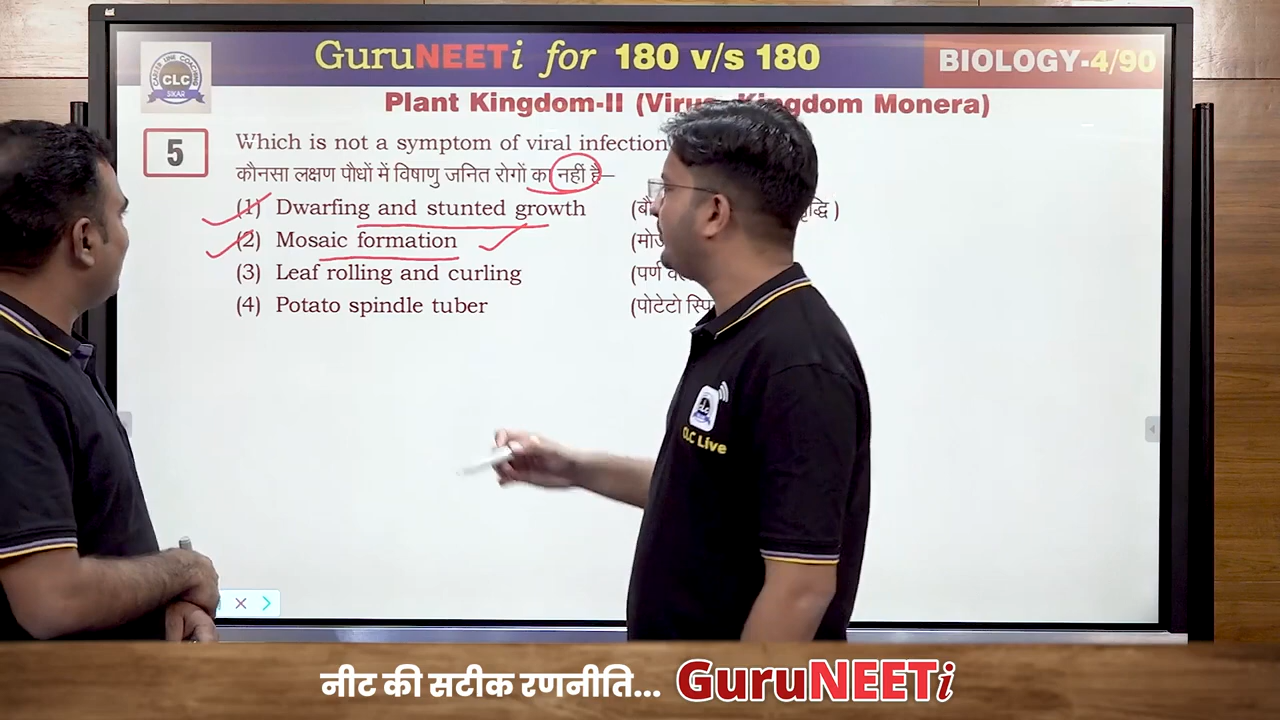 GuruNEETi for 180 v/s 180
BIOLOGY-4/90
CLC
SIKAR
Plant Kingdom-II (Virus, Kingdom Monera)
5
Which is not a symptom of viral infection
कौनसा लक्षण पौधों में विषाणु जनित रोगों का नहीं है–
(1) Dwarfing and stunted growth
(2) Mosaic formation
(3) Leaf rolling and curling
(4) Potato spindle tuber
(पर्ण
(पोटेटो
CLC Live
नीट की सटीक रणनीति... GuruNEETi